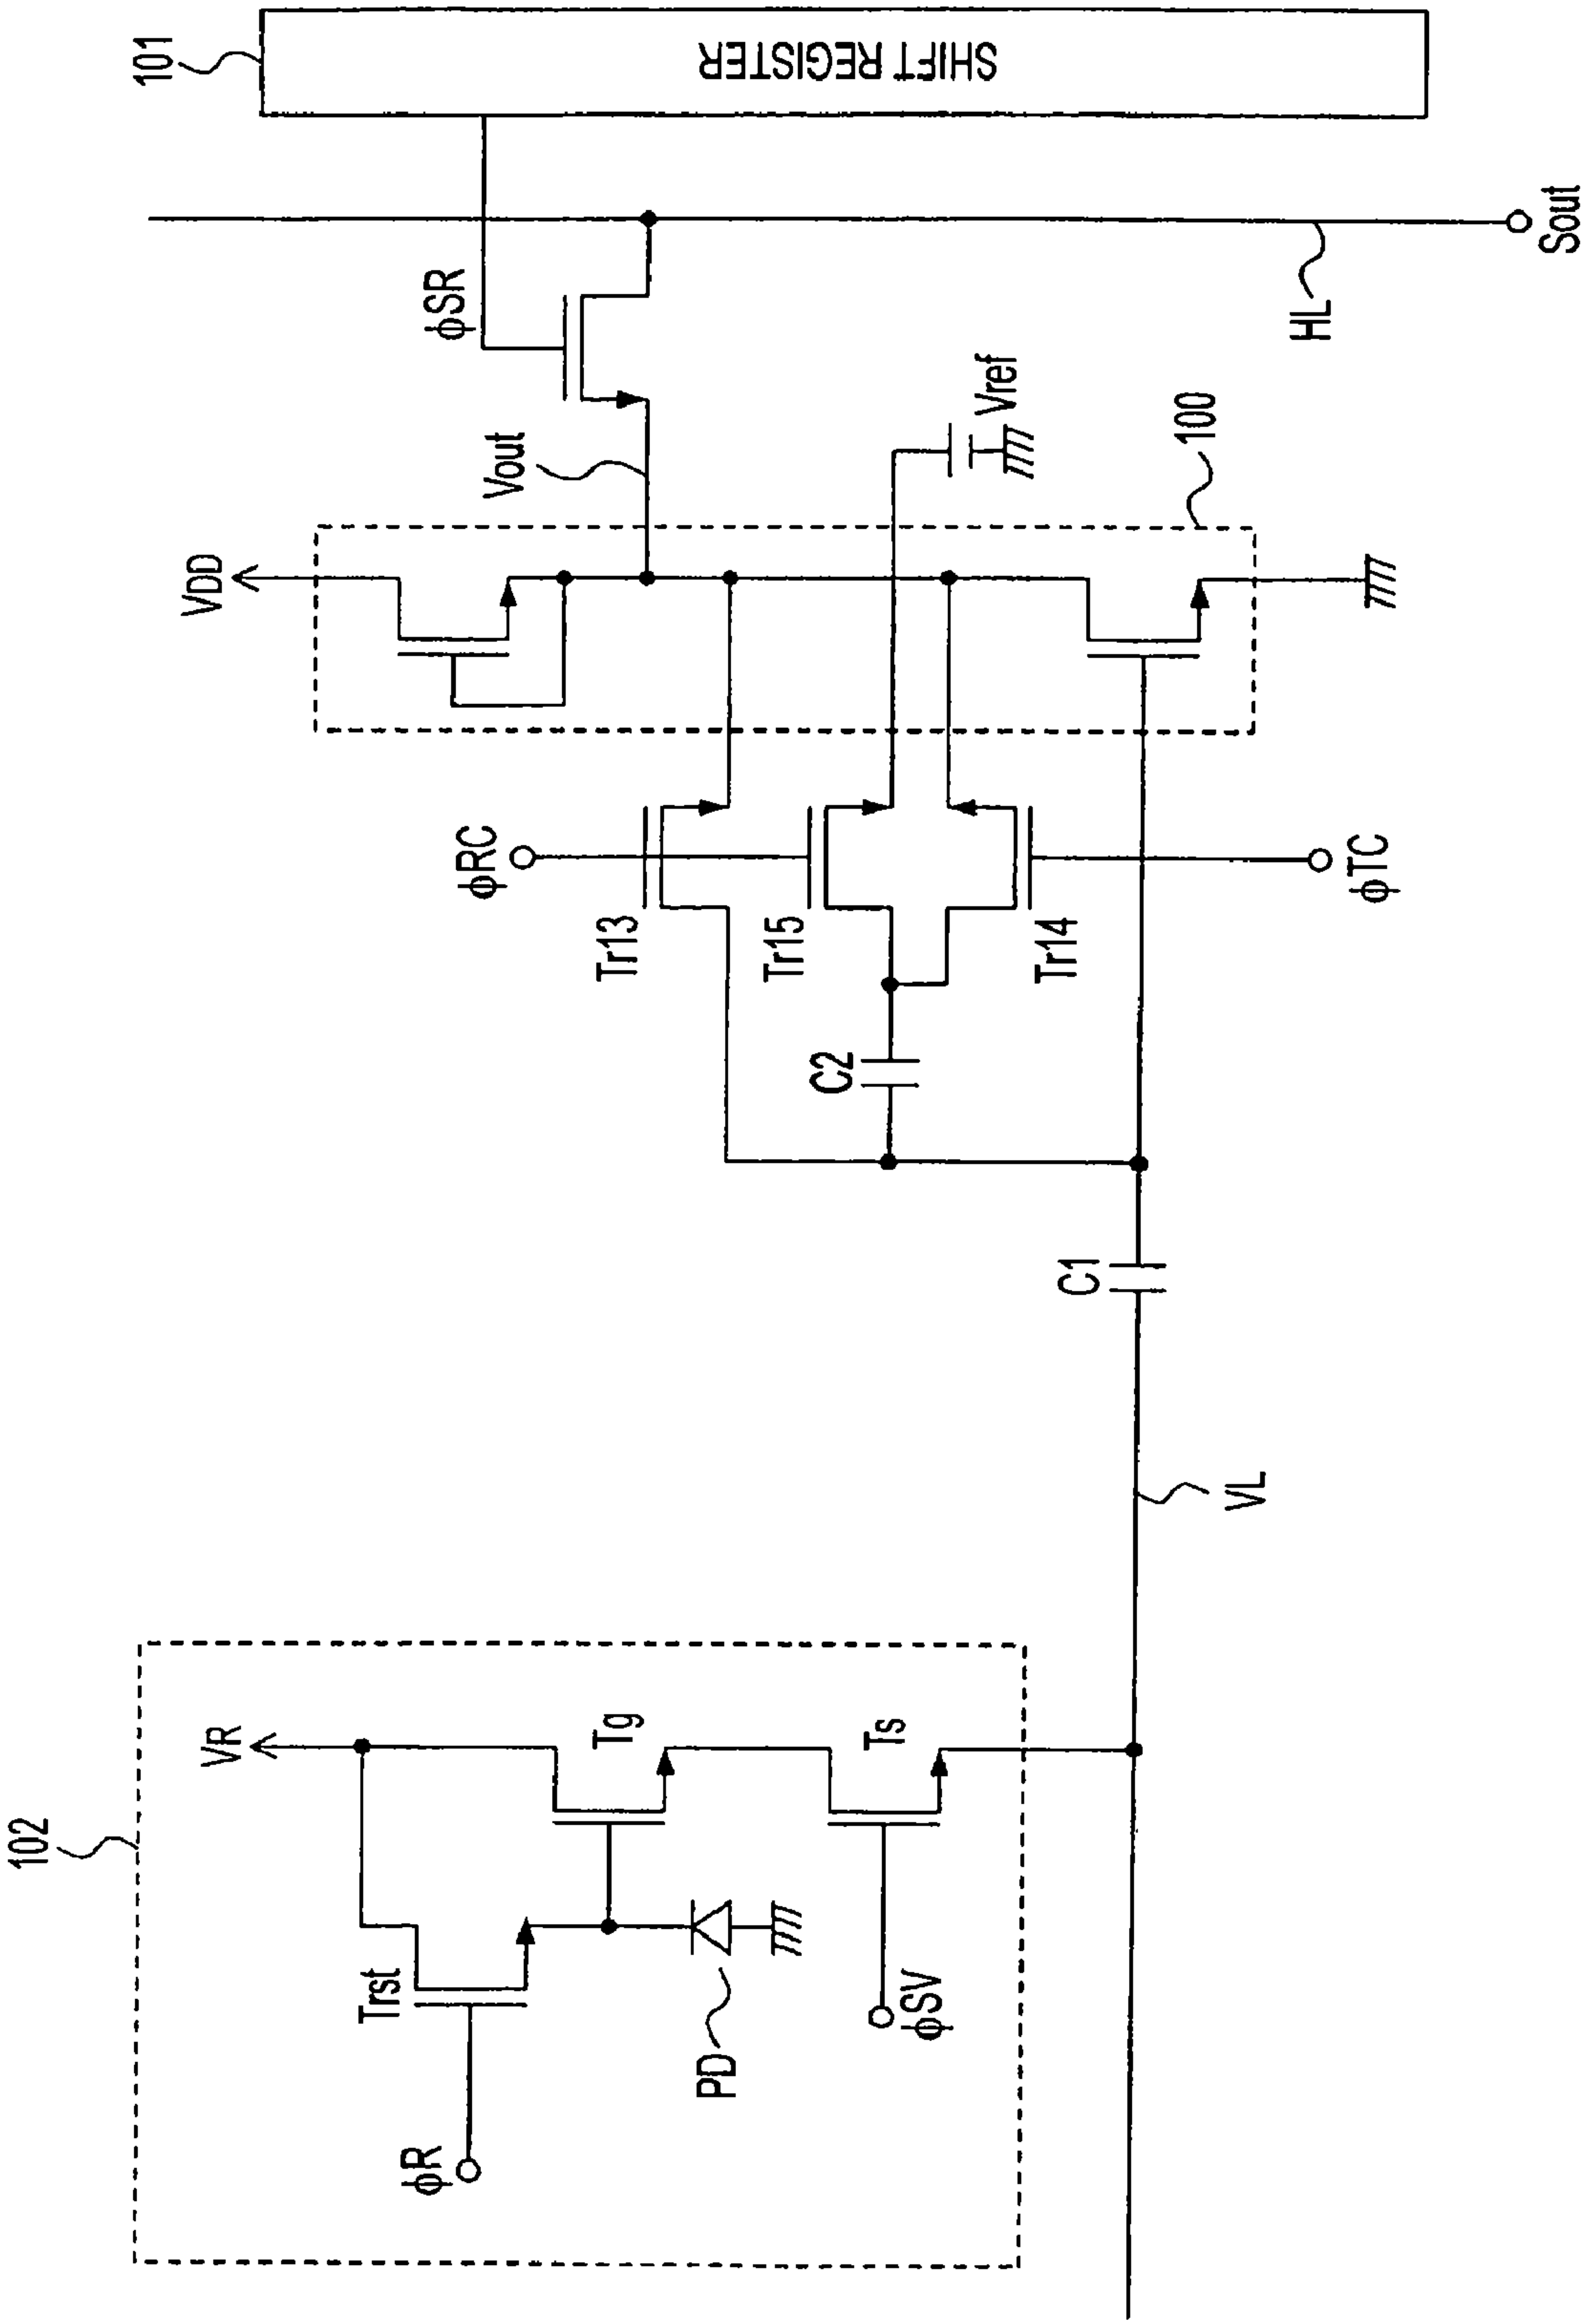 102
VR
Trst
Tg
φR
PD
Ts
φSV
VL
C1
C2
φRC
Tr13
Tr15
Tr14
φTC
VDD
100
Vout
Vref
φSR
HL
Sout
101
SHIFT REGISTER